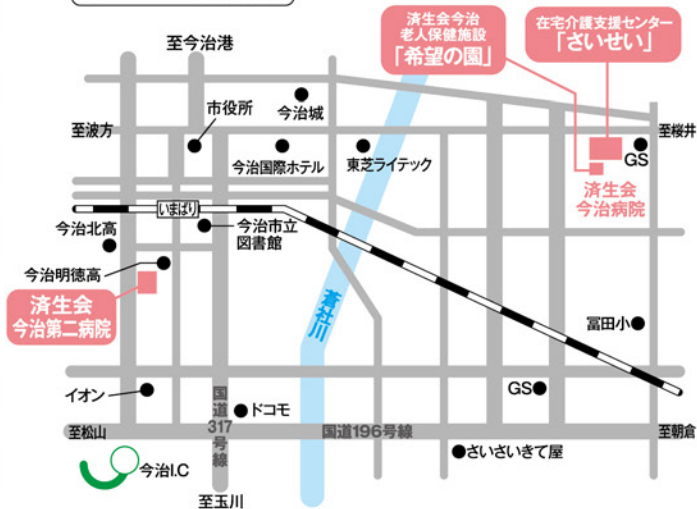 済生会今治
老人保健施設
「希望の園」
在宅介護支援センター
「さいせい」
至今治港
今治城
市役所
至波方
至桜井
今治国際ホテル
東芝ライテック
GS
済生会
今治病院
いまばり
今治北高
今治市立
図書館
今治明徳高
済生会
今治第二病院
蒼社川
冨田小
イオン
国道317号線
ドコモ
GS
至松山
国道196号線
至朝倉
さいさいきて屋
今治I.C
至玉川